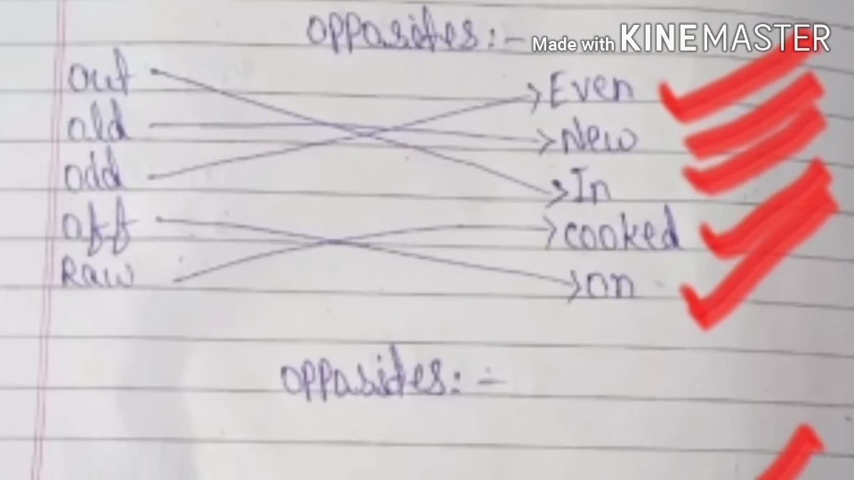 opposites:-
Made with KINEMASTER
out Even
old New
odd In
off cooked
Raw on
opposites:-